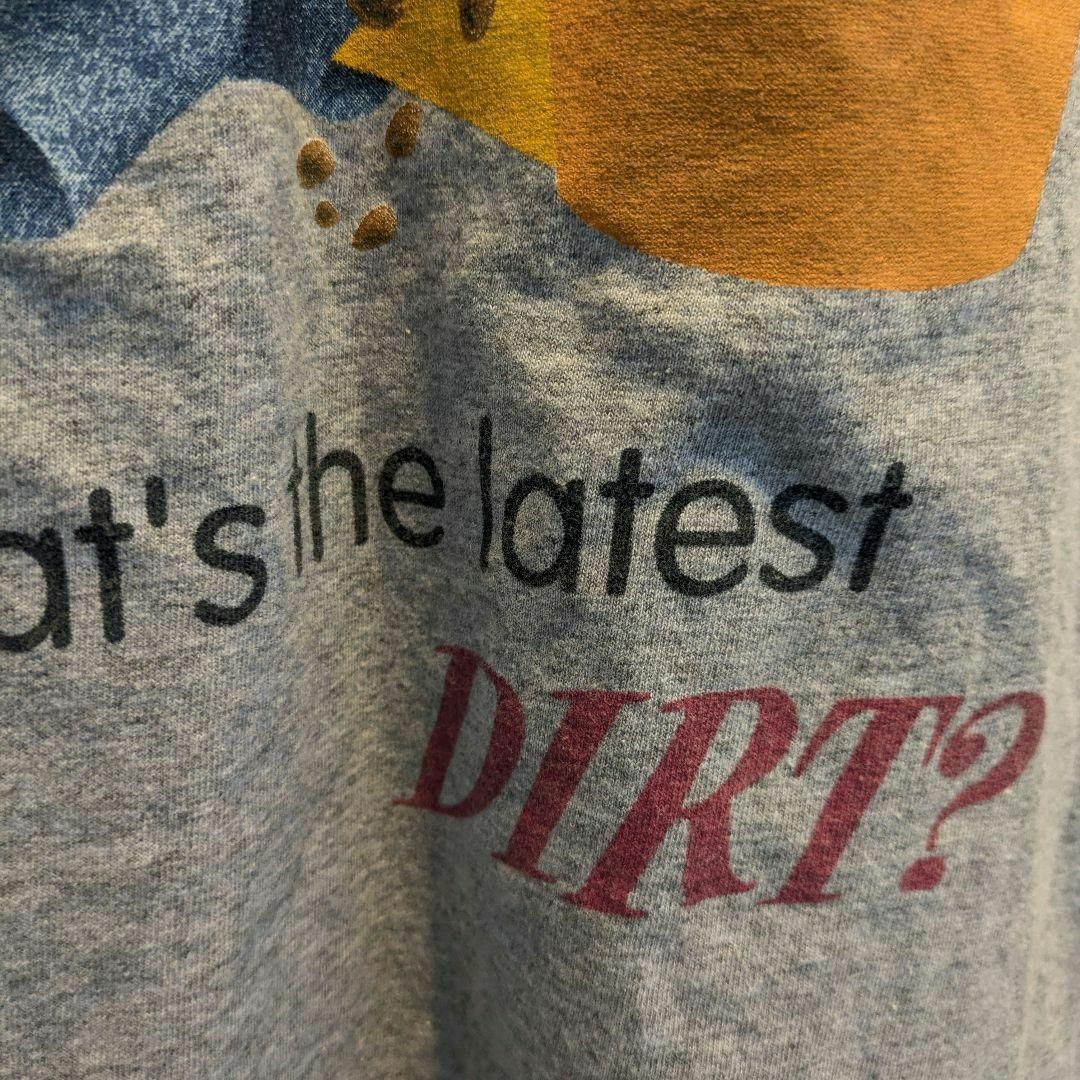 at's the latest
DIRT?